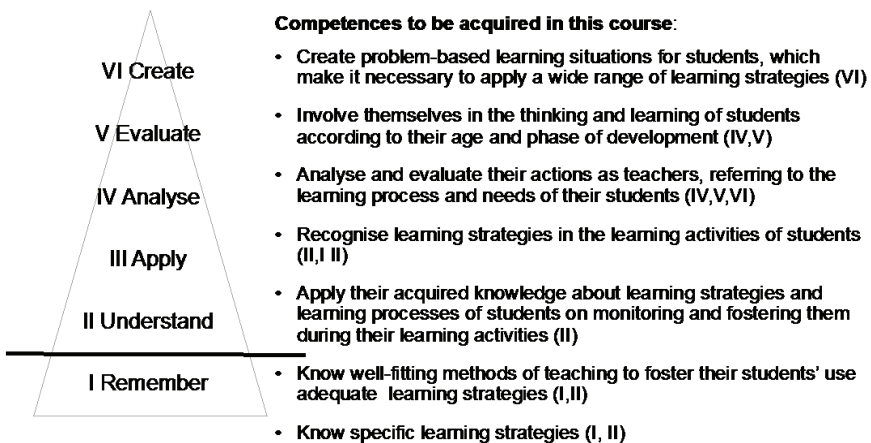 VI Create
V Evaluate
IV Analyse
III Apply
II Understand
I Remember
Competences to be acquired in this course:
• Create problem-based learning situations for students, which
make it necessary to apply a wide range of learning strategies (VI)
• Involve themselves in the thinking and learning of students
according to their age and phase of development (IV,V)
• Analyse and evaluate their actions as teachers, referring to the
learning process and needs of their students (IV,V,VI)
• Recognise learning strategies in the learning activities of students
(II,I II)
• Apply their acquired knowledge about learning strategies and
learning processes of students on monitoring and fostering them
during their learning activities (II)
• Know well-fitting methods of teaching to foster their students' use
adequate learning strategies (I,II)
• Know specific learning strategies (I, II)